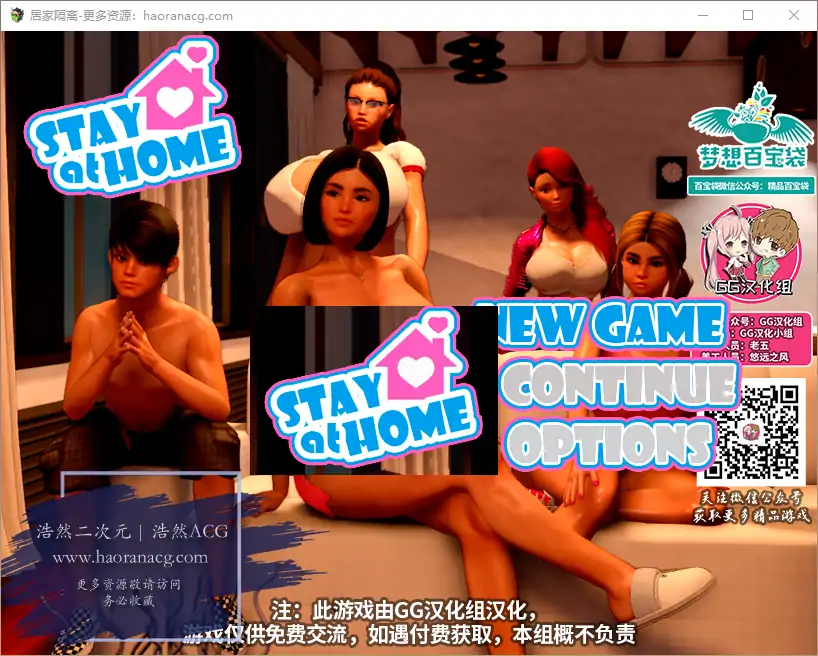 居家隔离-更多资源：haoranacg.com
STAY
at HOME
梦想百宝袋
百宝袋微信公众号：精品百宝袋
GG汉化组
众号：GG汉化组
：GG汉化小组
人员：老五
美工人员：悠远之风
NEW GAME
CONTINUE
OPTIONS
STAY
at HOME
关注微信公众号
获取更多精品游戏
浩然二次元 | 浩然ACG
www.haoranacg.com
更多资源敬请访问
务必收藏
注：此游戏由GG汉化组汉化，
游戏仅供免费交流，如遇付费获取，本组概不负责